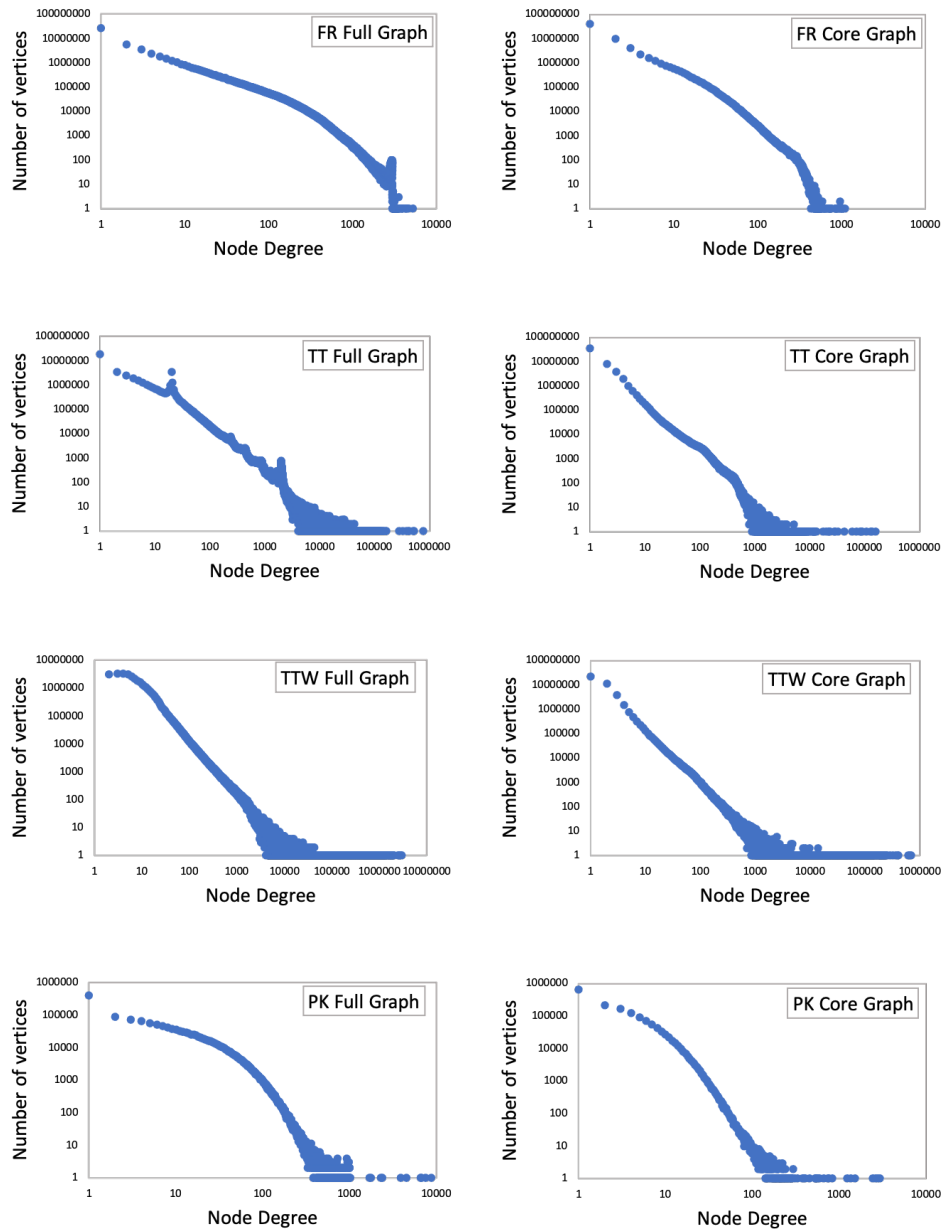 FR Full Graph
Number of vertices
100000000
10000000
1000000
100000
10000
1000
100
10
1
1 10 100 1000 10000
Node Degree
FR Core Graph
Number of vertices
100000000
10000000
1000000
100000
10000
1000
100
10
1
1 10 100 1000 10000
Node Degree
TT Full Graph
Number of vertices
100000000
10000000
1000000
100000
10000
1000
100
10
1
1 10 100 1000 10000 100000 1000000
Node Degree
TT Core Graph
Number of vertices
100000000
10000000
1000000
100000
10000
1000
100
10
1
1 10 100 1000 10000 100000 1000000
Node Degree
TTW Full Graph
Number of vertices
10000000
1000000
100000
10000
1000
100
10
1
1 10 100 1000 10000 100000 1000000 10000000
Node Degree
TTW Core Graph
Number of vertices
100000000
10000000
1000000
100000
10000
1000
100
10
1
1 10 100 1000 10000 100000 1000000
Node Degree
PK Full Graph
Number of vertices
1000000
100000
10000
1000
100
10
1
1 10 100 1000 10000
Node Degree
PK Core Graph
Number of vertices
1000000
100000
10000
1000
100
10
1
1 10 100 1000 10000
Node Degree